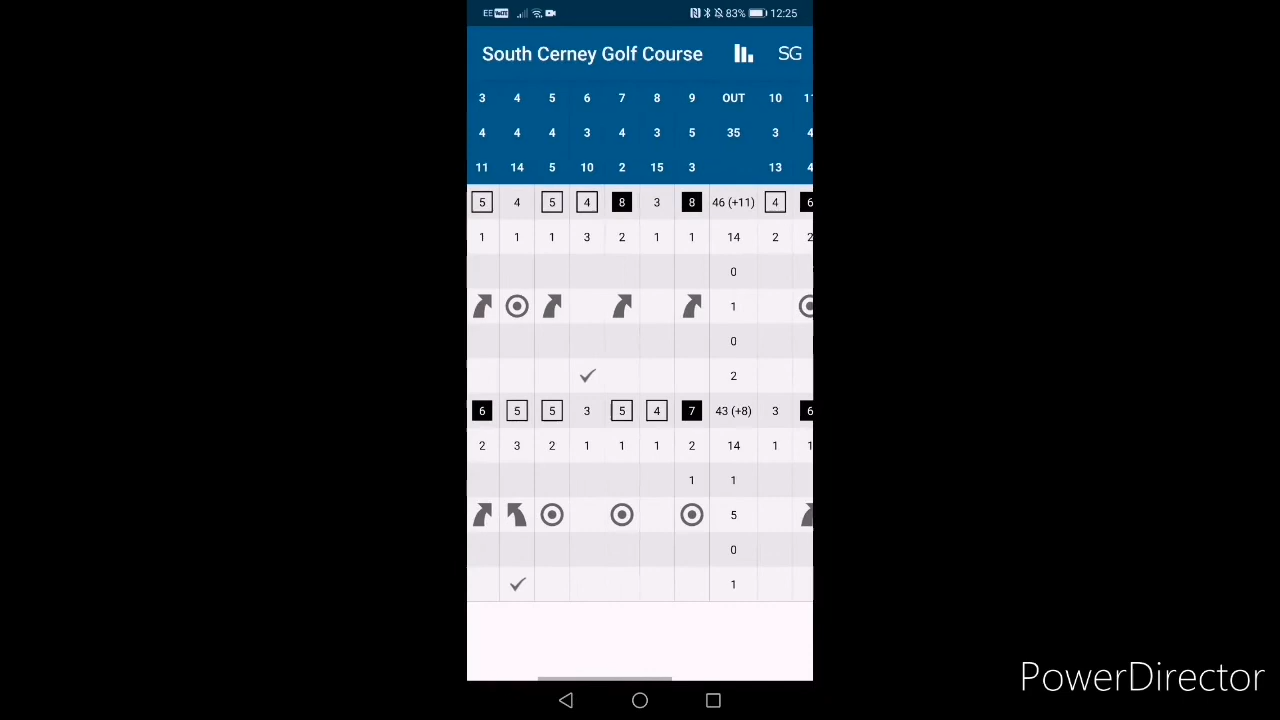 EE VoLTE 83% 12:25
South Cerney Golf Course SG
3 4 5 6 7 8 9 OUT 10 11
4 4 4 3 4 3 5 35 3 4
11 14 5 10 2 15 3 13 4
5 4 5 4 8 3 8 46 (+11) 4 6
1 1 1 3 2 1 1 14 2 2
0
1
0
2
6 5 5 3 5 4 7 43 (+8) 3 6
2 3 2 1 1 1 2 14 1 1
1 1
5
0
1
PowerDirector